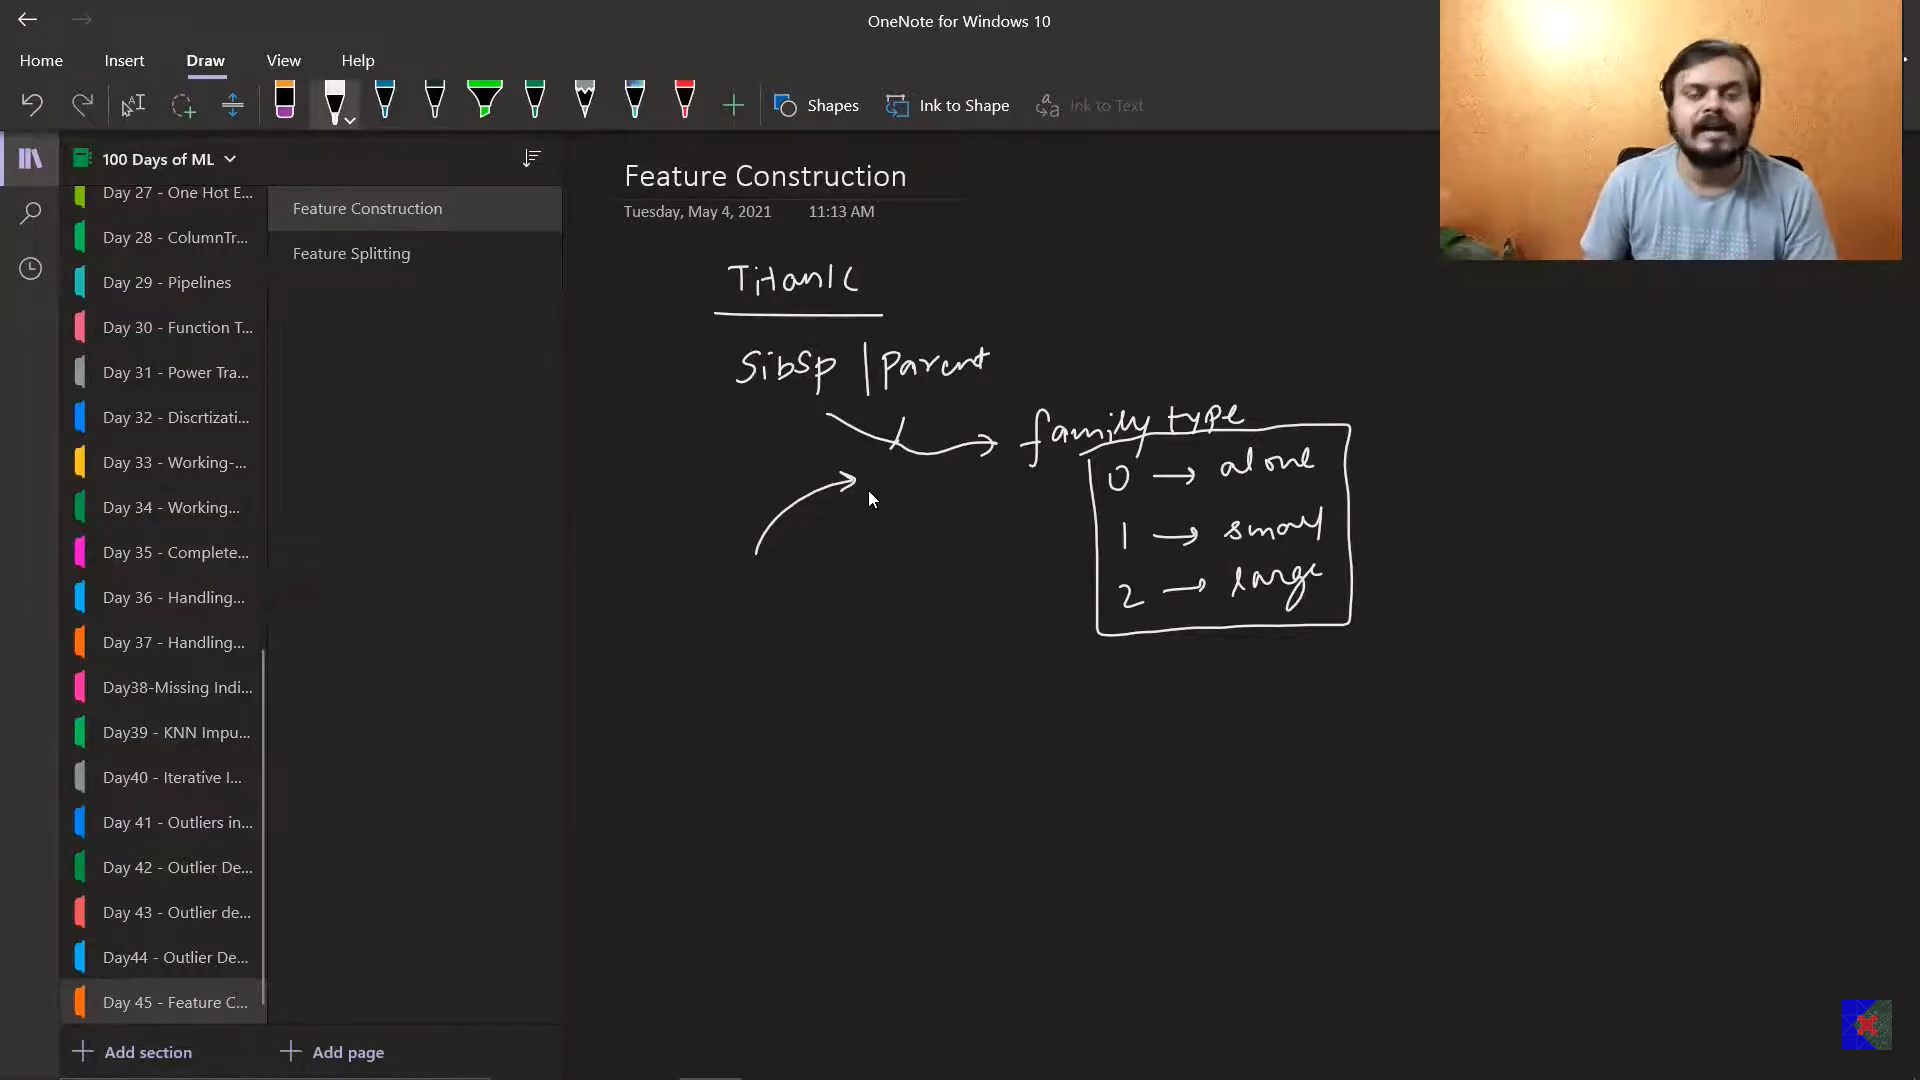 OneNote for Windows 10
Home Insert Draw View Help
Shapes Ink to Shape Ink to Text
100 Days of ML
Day 27 - One Hot E...
Day 28 - ColumnTr...
Day 29 - Pipelines
Day 30 - Function T...
Day 31 - Power Tra...
Day 32 - Discrtizati...
Day 33 - Working-...
Day 34 - Working...
Day 35 - Complete...
Day 36 - Handling...
Day 37 - Handling...
Day38-Missing Indi...
Day39 - KNN Impu...
Day40 - Iterative I...
Day 41 - Outliers in...
Day 42 - Outlier De...
Day 43 - Outlier de...
Day44 - Outlier De...
Day 45 - Feature C...
Add section
Feature Construction
Feature Splitting
Add page
Feature Construction
Tuesday, May 4, 2021 11:13 AM
Titanic
SibSp | Parent
family type
0 → alone
1 → small
2 → large